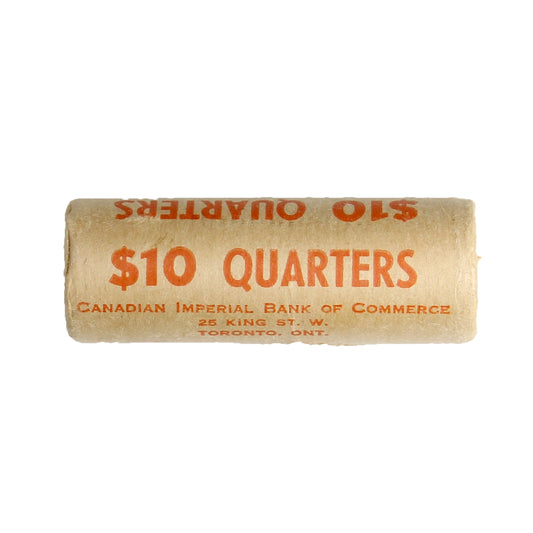 $10 QUARTERS
$10 QUARTERS
CANADIAN IMPERIAL BANK OF COMMERCE
25 KING ST. W.
TORONTO, ONT.